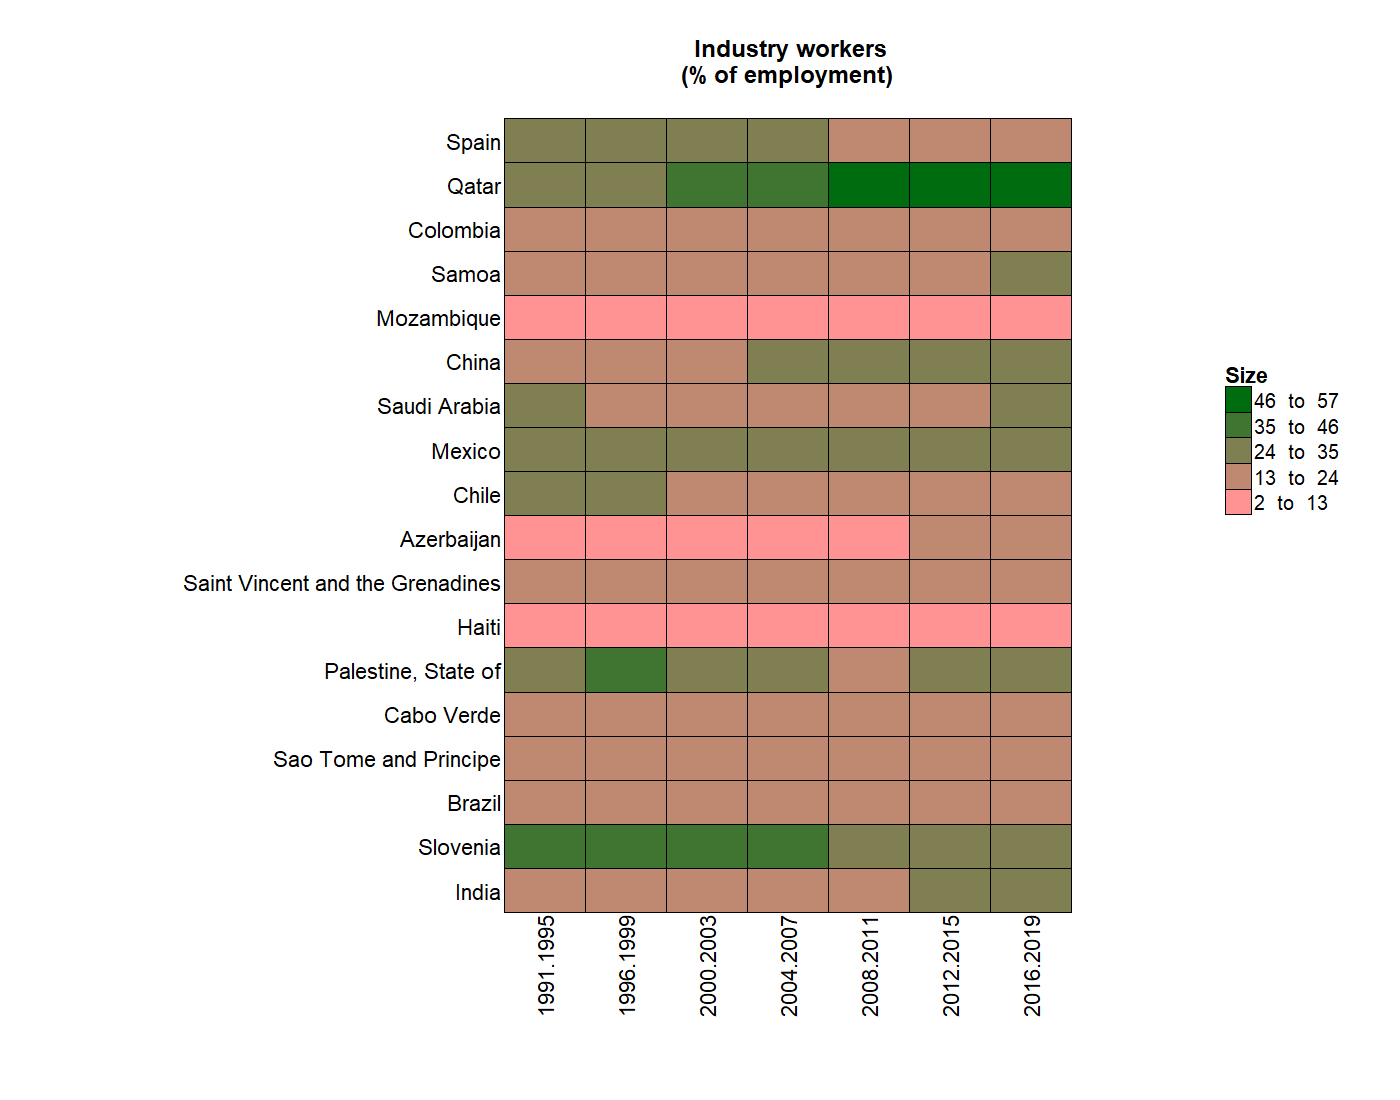 Industry workers
(% of employment)
Spain
Qatar
Colombia
Samoa
Mozambique
China
Saudi Arabia
Mexico
Chile
Azerbaijan
Saint Vincent and the Grenadines
Haiti
Palestine, State of
Cabo Verde
Sao Tome and Principe
Brazil
Slovenia
India
1991.1995
1996.1999
2000.2003
2004.2007
2008.2011
2012.2015
2016.2019
Size
46 to 57
35 to 46
24 to 35
13 to 24
2 to 13